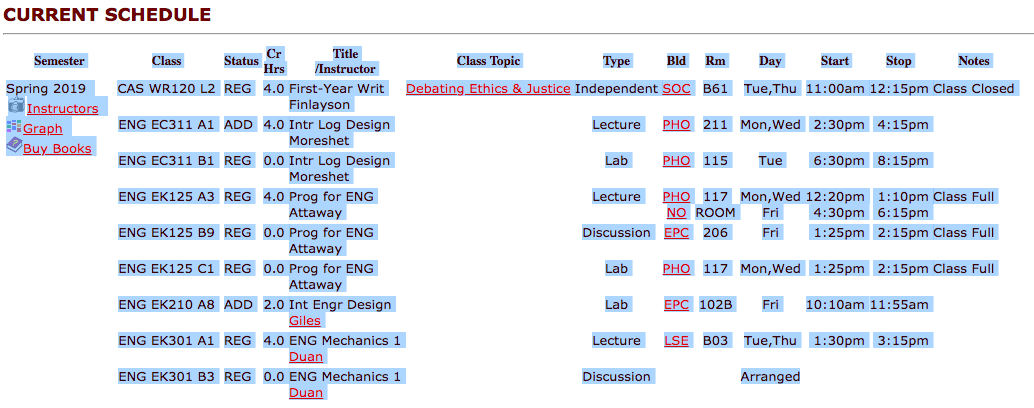 CURRENT SCHEDULE
Semester Class Status Cr Hrs Title /Instructor Class Topic Type Bld Rm Day Start Stop Notes
Spring 2019 CAS WR120 L2 REG 4.0 First-Year Writ Debating Ethics & Justice Independent SOC B61 Tue,Thu 11:00am 12:15pm Class Closed
Instructors Finlayson
Graph ENG EC311 A1 ADD 4.0 Intr Log Design Lecture PHO 211 Mon,Wed 2:30pm 4:15pm
Buy Books Moreshet
ENG EC311 B1 REG 0.0 Intr Log Design Lab PHO 115 Tue 6:30pm 8:15pm
Moreshet
ENG EK125 A3 REG 4.0 Prog for ENG Lecture PHO 117 Mon,Wed 12:20pm 1:10pm Class Full
Attaway NO ROOM Fri 4:30pm 6:15pm
ENG EK125 B9 REG 0.0 Prog for ENG Discussion EPC 206 Fri 1:25pm 2:15pm Class Full
Attaway
ENG EK125 C1 REG 0.0 Prog for ENG Lab PHO 117 Mon,Wed 1:25pm 2:15pm Class Full
Attaway
ENG EK210 A8 ADD 2.0 Int Engr Design Lab EPC 102B Fri 10:10am 11:55am
Giles
ENG EK301 A1 REG 4.0 ENG Mechanics 1 Lecture LSE B03 Tue,Thu 1:30pm 3:15pm
Duan
ENG EK301 B3 REG 0.0 ENG Mechanics 1 Discussion Arranged
Duan